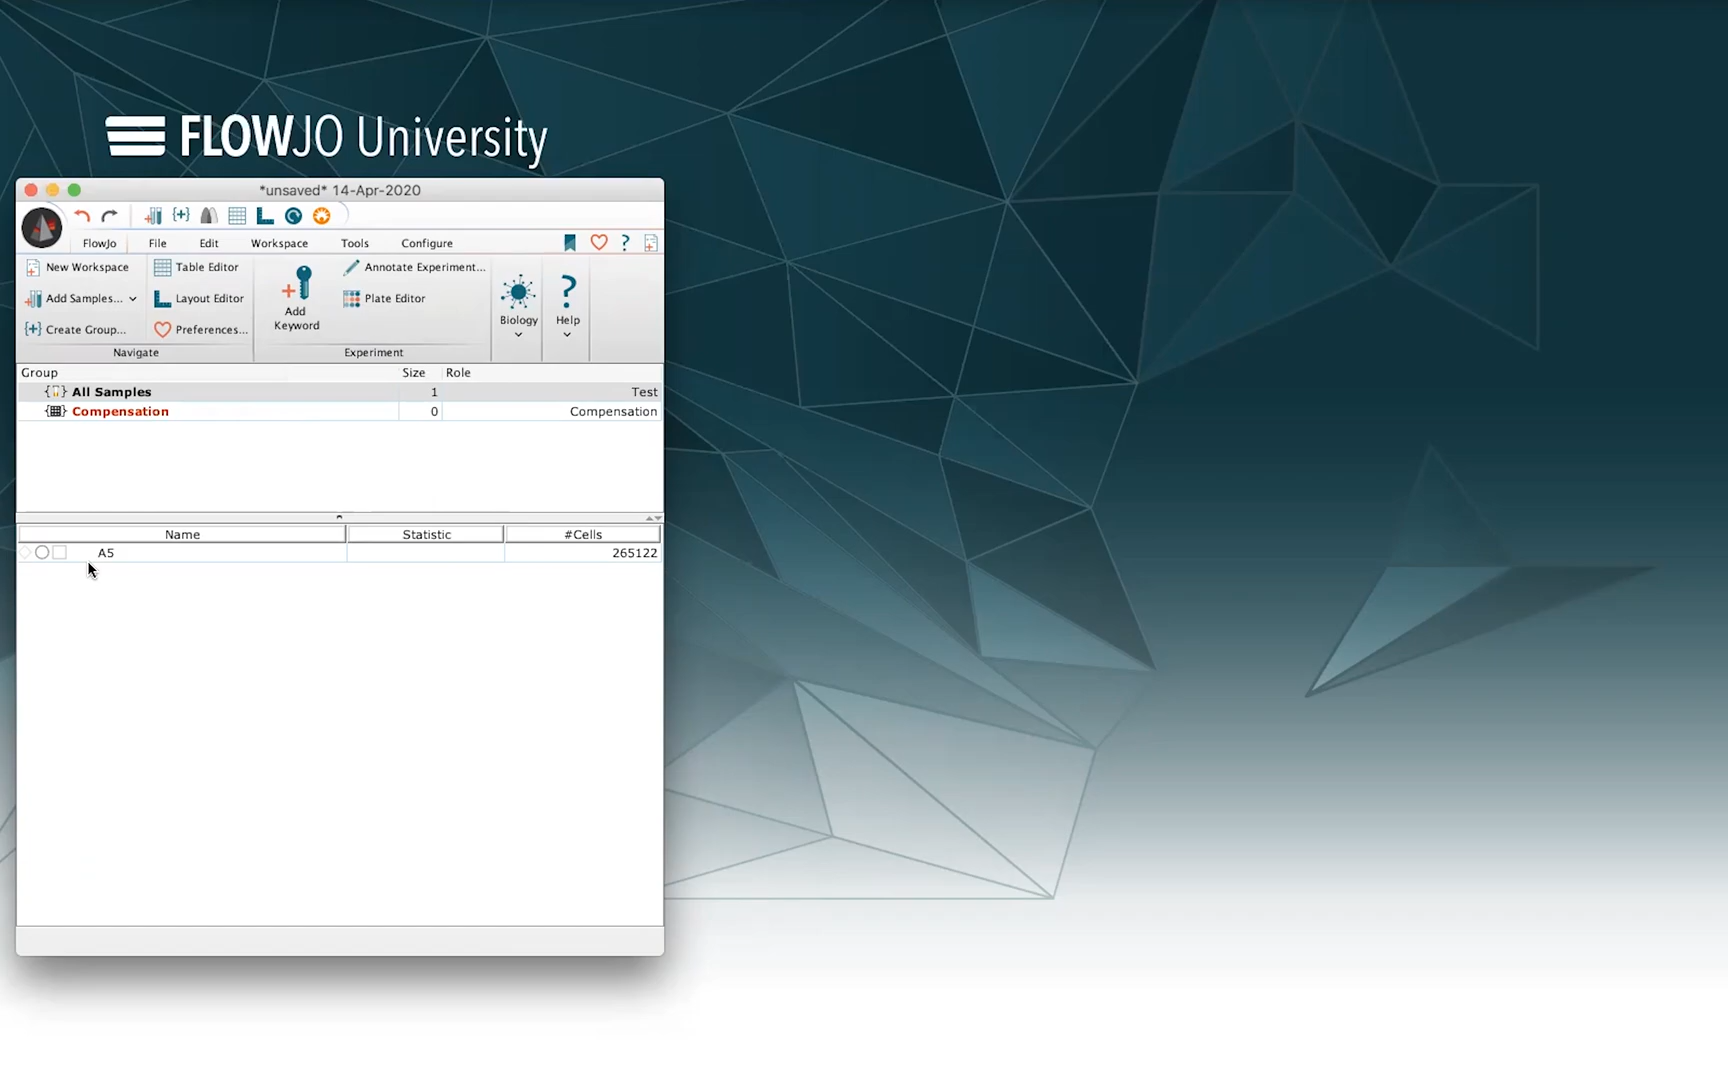 FLOWJO University
*unsaved* 14-Apr-2020
FlowJo File Edit Workspace Tools Configure
New Workspace Table Editor Annotate Experiment...
Add Samples... Layout Editor Plate Editor
Create Group... Preferences...
Add
Keyword
Biology
Help
Navigate Experiment
Group Size Role
All Samples 1 Test
Compensation 0 Compensation
Name Statistic #Cells
A5 265122